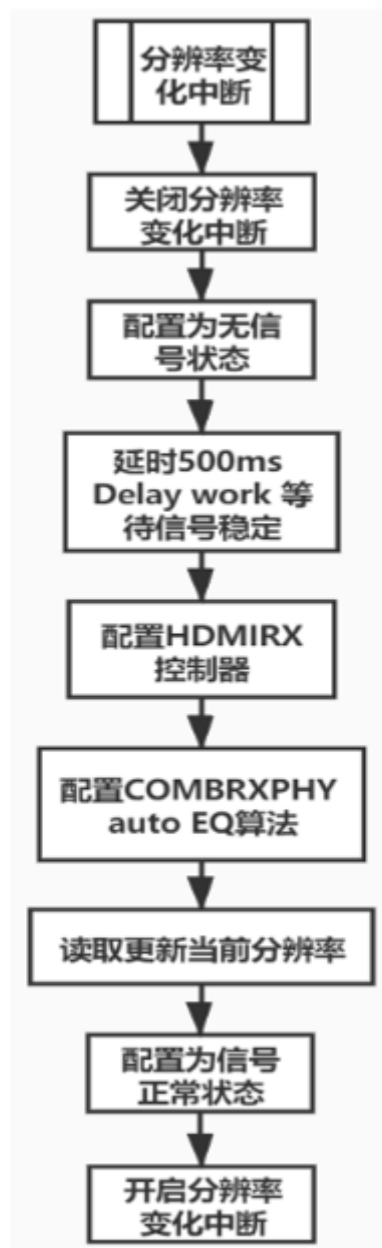 分辨率变
化中断
关闭分辨率
变化中断
配置为无信
号状态
延时500ms
Delay work 等
待信号稳定
配置HDMIRX
控制器
配置COMBRXPHY
auto EQ算法
读取更新当前分辨率
配置为信号
正常状态
开启分辨率
变化中断